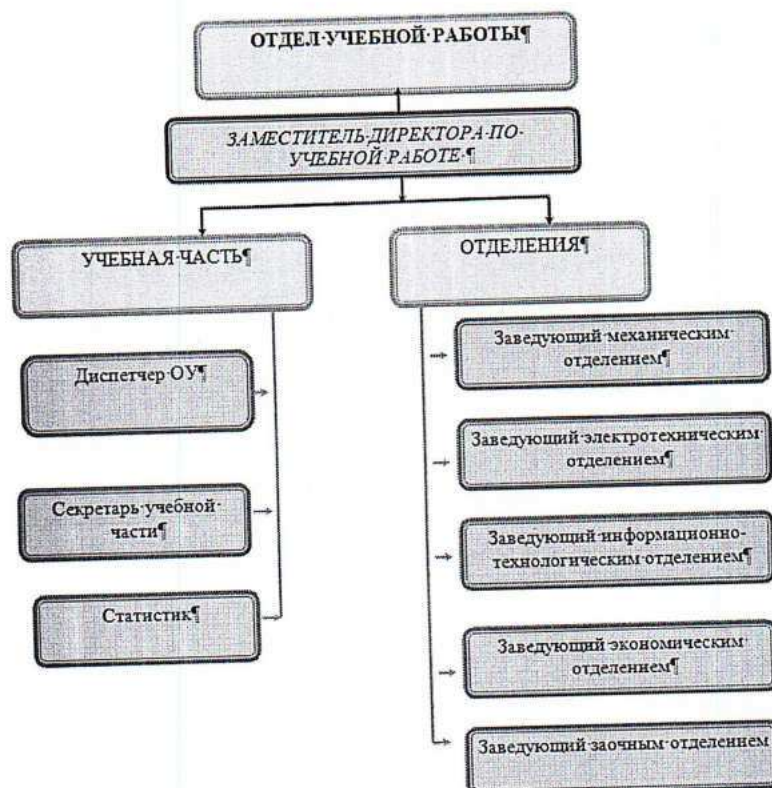 ОТДЕЛ·УЧЕБНОЙ·РАБОТЫ¶
ЗАМЕСТИТЕЛЬ·ДИРЕКТОРА·ПО·
УЧЕБНОЙ·РАБОТЕ·¶
УЧЕБНАЯ·ЧАСТЬ¶
Диспетчер·ОУ¶
Секретарь·учебной·
части¶
Статистик¶
ОТДЕЛЕНИЯ¶
Заведующий·механическим·
отделением¶
Заведующий·электротехническим·
отделением¶
Заведующий·информационно-
технологическим·отделением¶
Заведующий·экономическим·
отделением¶
Заведующий·заочным·отделением